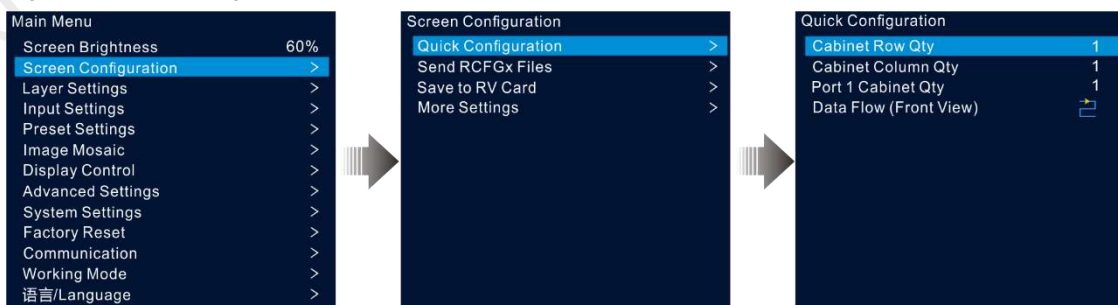 Main Menu
Screen Brightness 60%
Screen Configuration >
Layer Settings >
Input Settings >
Preset Settings >
Image Mosaic >
Display Control >
Advanced Settings >
System Settings >
Factory Reset >
Communication >
Working Mode >
语言/Language >
Screen Configuration
Quick Configuration >
Send RCFGx Files >
Save to RV Card >
More Settings >
Quick Configuration
Cabinet Row Qty 1
Cabinet Column Qty 1
Port 1 Cabinet Qty 1
Data Flow (Front View)